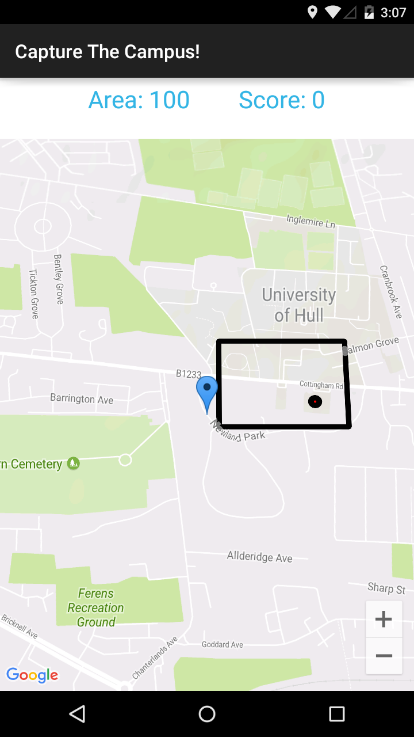 3:07
Capture The Campus!
Area: 100
Score: 0
Inglemire Ln
Tickton Grove
Bentley Grove
Cranbrook Ave
University
of Hull
Salmon Grove
B1233
Cottingham Rd
Barrington Ave
Newland Park
rn Cemetery
Allderidge Ave
Sharp St
Ferens
Recreation
Ground
+
Bricknell Ave
Chanterlands Ave
Goddard Ave
−
Google